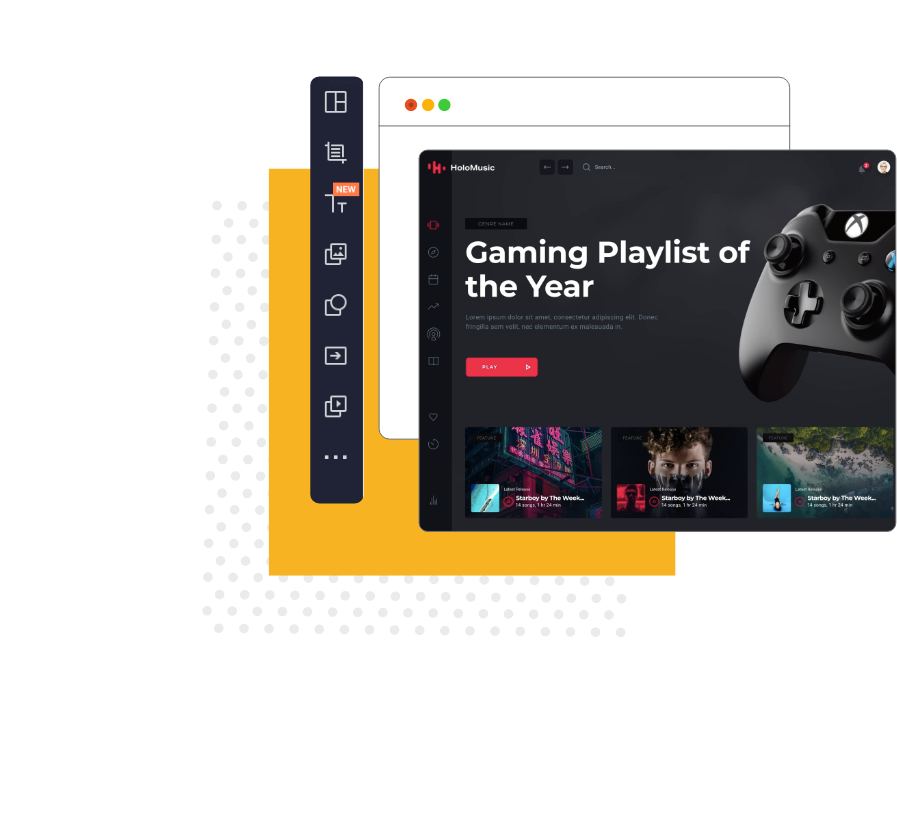 NEW
HoloMusic
Search...
2
GENRE NAME
Gaming Playlist of
the Year
Lorem ipsum dolor sit amet, consectetur adipiscing elit. Donec
fringilla sem velit, nec elementum ex malesuada in.
PLAY
FEATURE
Latest Release
Starboy by The Week...
14 songs, 1 hr 24 min
FEATURE
Latest Release
Starboy by The Week...
14 songs, 1 hr 24 min
FEATURE
Latest Release
Starboy by The Week...
14 songs, 1 hr 24 min